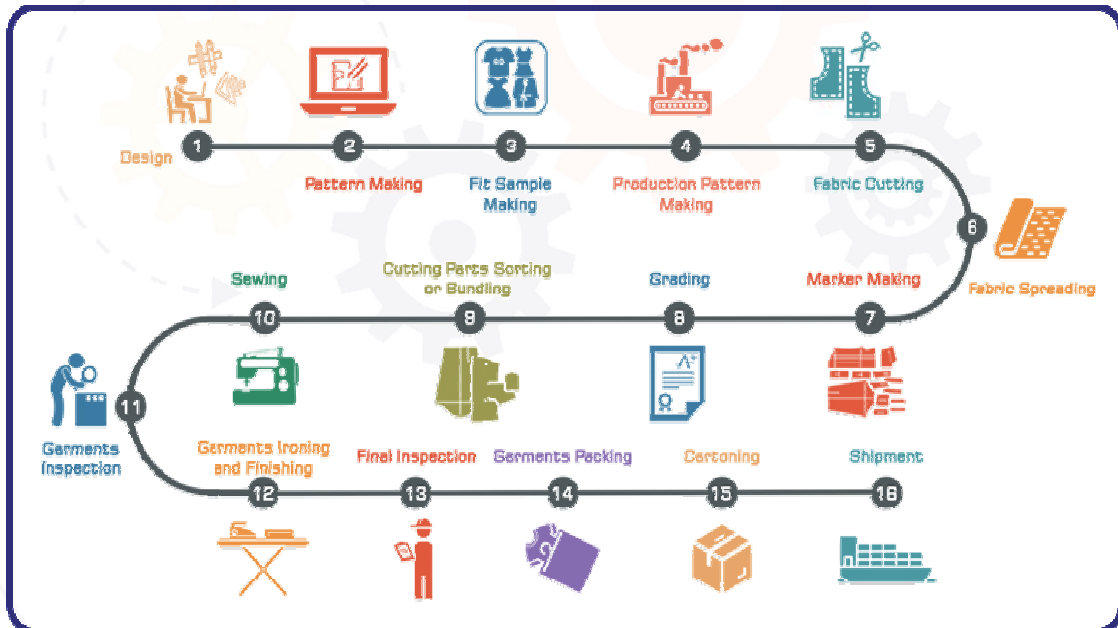 Design
1
2
3
4
5
Pattern Making
Fit Sample
Making
Production Pattern
Making
Fabric Cutting
6
Fabric Spreading
Marker Making
7
Grading
8
Cutting Parts Sorting
or Bundling
9
Sewing
10
11
Garments
Inspection
Garments Ironing
and Finishing
12
Final Inspection
13
Garments Packing
14
Cartoning
15
Shipment
16
A+